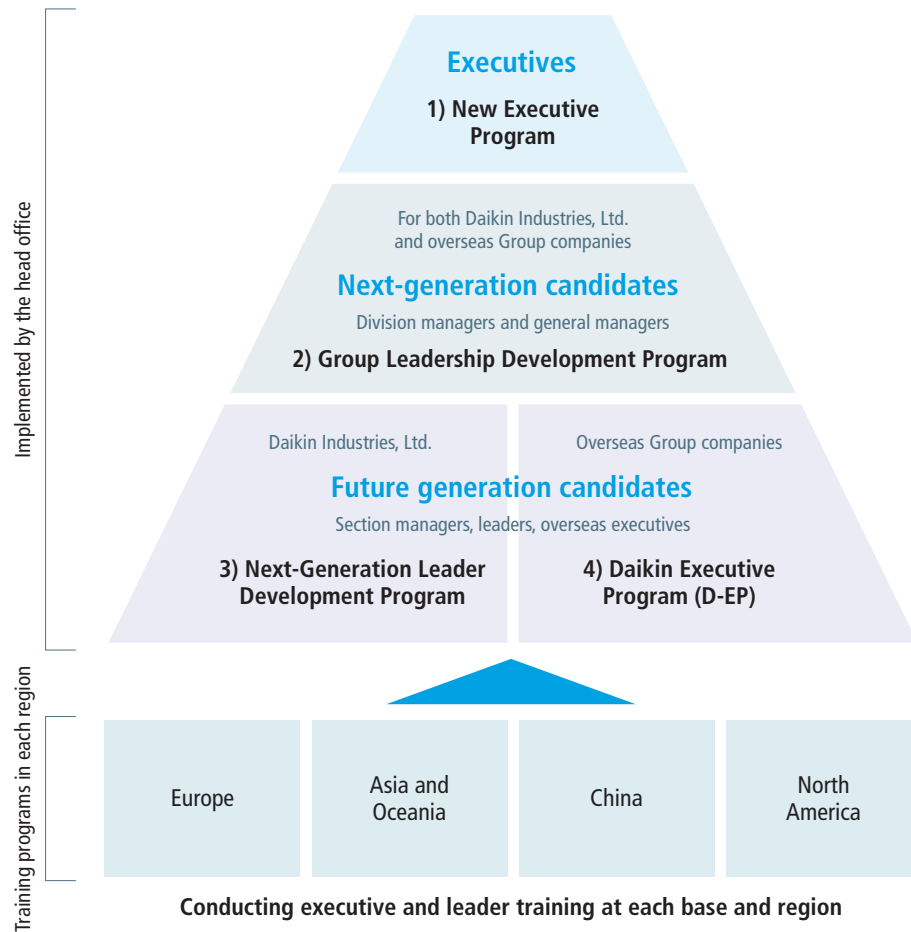 Implemented by the head office
Executives
1) New Executive
Program
For both Daikin Industries, Ltd.
and overseas Group companies
Next-generation candidates
Division managers and general managers
2) Group Leadership Development Program
Daikin Industries, Ltd.
Overseas Group companies
Future generation candidates
Section managers, leaders, overseas executives
3) Next-Generation Leader
Development Program
4) Daikin Executive
Program (D-EP)
Training programs in each region
Europe
Asia and
Oceania
China
North
America
Conducting executive and leader training at each base and region